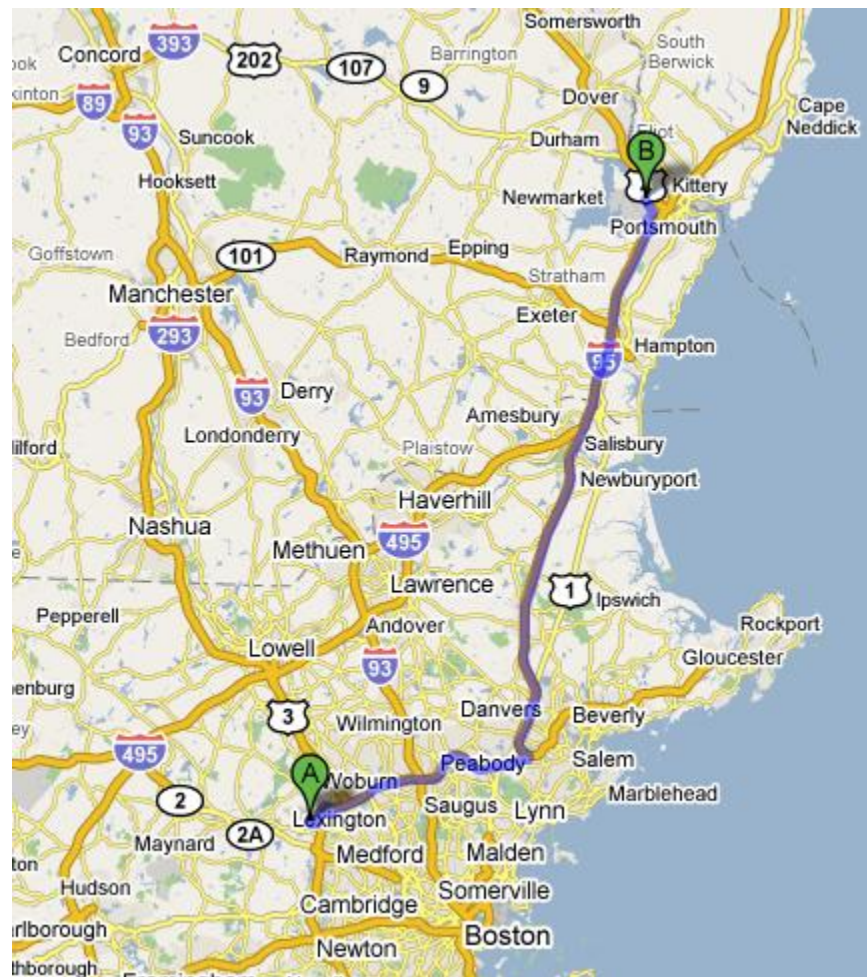 Somersworth
393
Concord
202
107
Barrington
South
Berwick
9
89
93
Dover
Cape
Neddick
Suncook
Durham
Eliot
B
Hooksett
Newmarket
Kittery
Portsmouth
Goffstown
101
Raymond
Epping
Stratham
Manchester
Exeter
Bedford
293
Hampton
95
93
Derry
Amesbury
Londonderry
Plaistow
Salisbury
Newburyport
Haverhill
Nashua
Methuen
495
Lawrence
1
Ipswich
Pepperell
Andover
Rockport
Lowell
Gloucester
93
3
Danvers
Wilmington
Beverly
495
Peabody
Salem
A
Woburn
Marblehead
2
Saugus
Lynn
Lexington
2A
Maynard
Medford
Malden
Hudson
Somerville
Cambridge
Boston
Newton